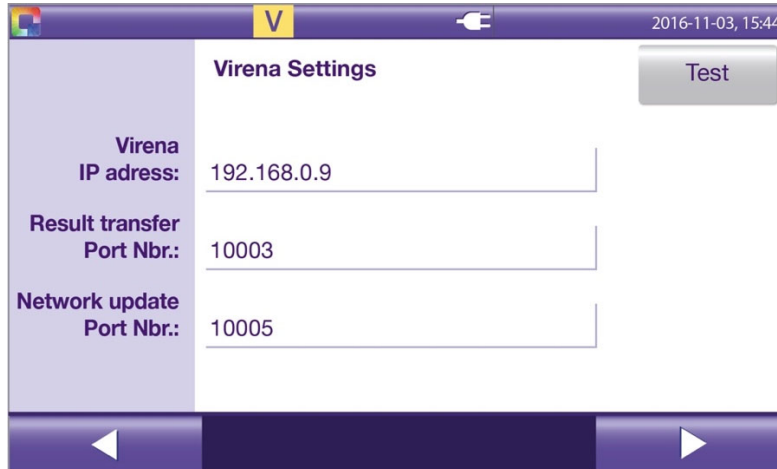 V
2016-11-03, 15:44
Virena Settings
Test
Virena
IP adress:
192.168.0.9
Result transfer
Port Nbr.:
10003
Network update
Port Nbr.:
10005